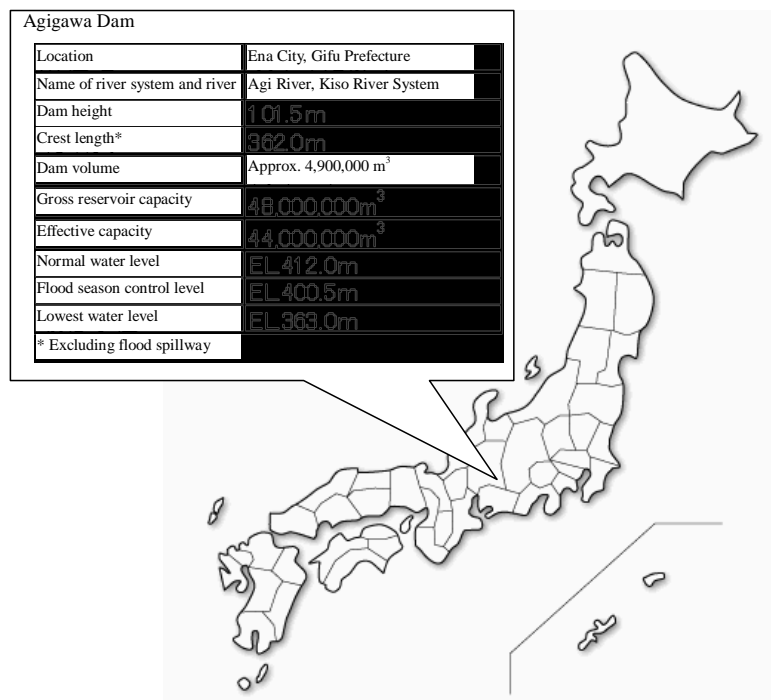 Agigawa Dam
Location Ena City, Gifu Prefecture
Name of river system and river Agi River, Kiso River System
Dam height 101.5m
Crest length* 362.0m
Dam volume Approx. 4,900,000 m³
Gross reservoir capacity 48,000,000m³
Effective capacity 44,000,000m³
Normal water level EL.412.0m
Flood season control level EL.400.5m
Lowest water level EL.363.0m
* Excluding flood spillway